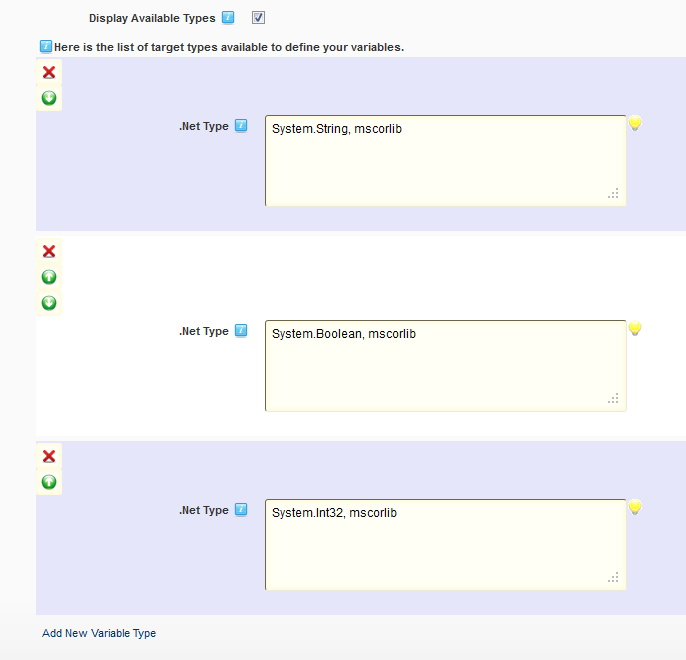 Display Available Types
Here is the list of target types available to define your variables.
.Net Type
System.String, mscorlib
.Net Type
System.Boolean, mscorlib
.Net Type
System.Int32, mscorlib
Add New Variable Type